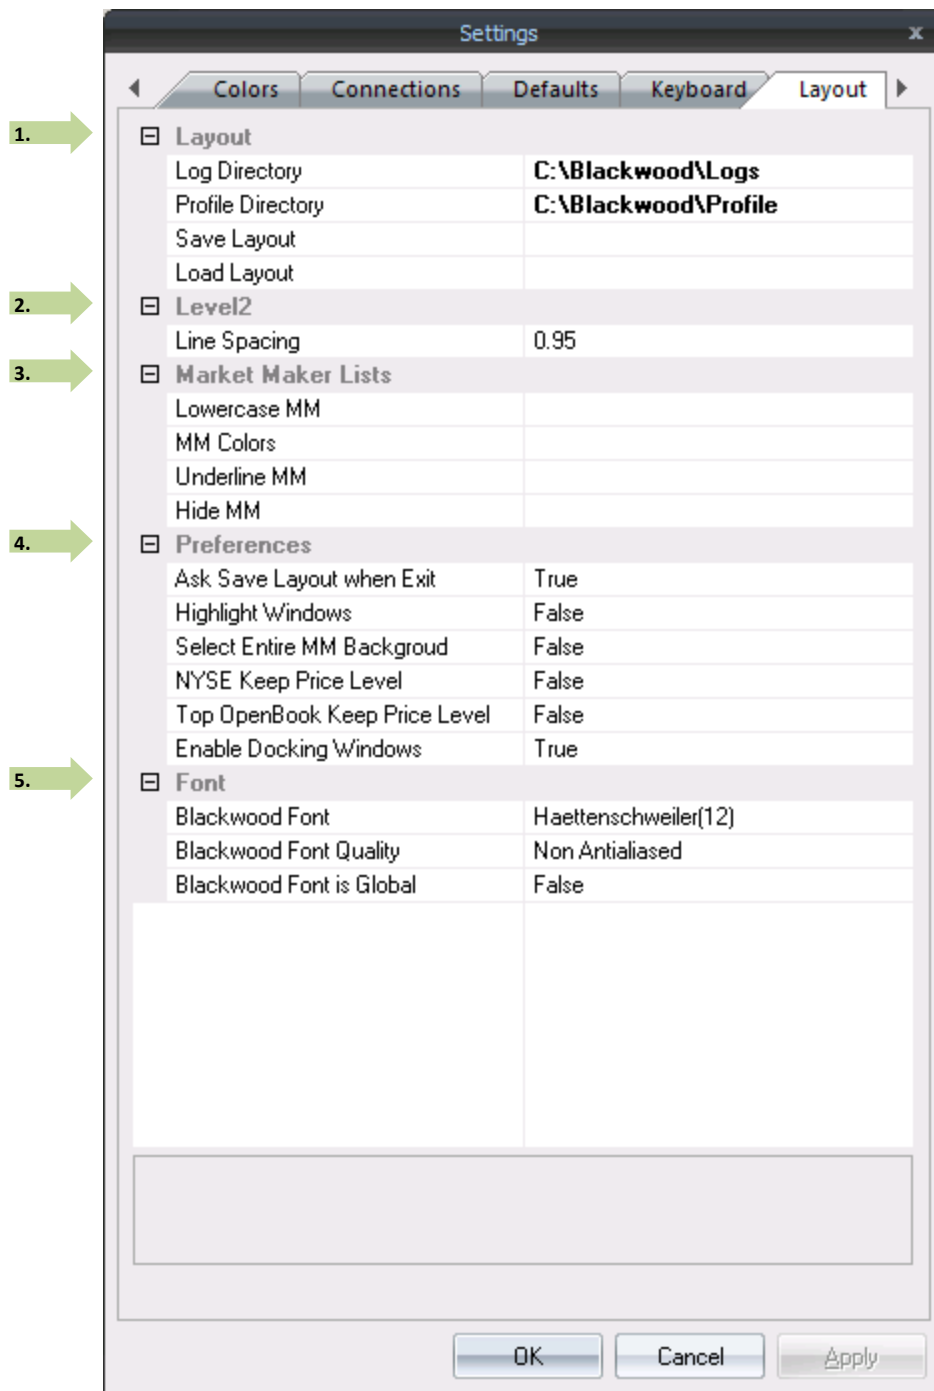 Settings x
Colors Connections Defaults Keyboard Layout
1. Layout
Log Directory C:\Blackwood\Logs
Profile Directory C:\Blackwood\Profile
Save Layout
Load Layout
2. Level2
Line Spacing 0.95
3. Market Maker Lists
Lowercase MM
MM Colors
Underline MM
Hide MM
4. Preferences
Ask Save Layout when Exit True
Highlight Windows False
Select Entire MM Backgroud False
NYSE Keep Price Level False
Top OpenBook Keep Price Level False
Enable Docking Windows True
5. Font
Blackwood Font Haettenschweiler(12)
Blackwood Font Quality Non Antialiased
Blackwood Font is Global False
OK Cancel Apply